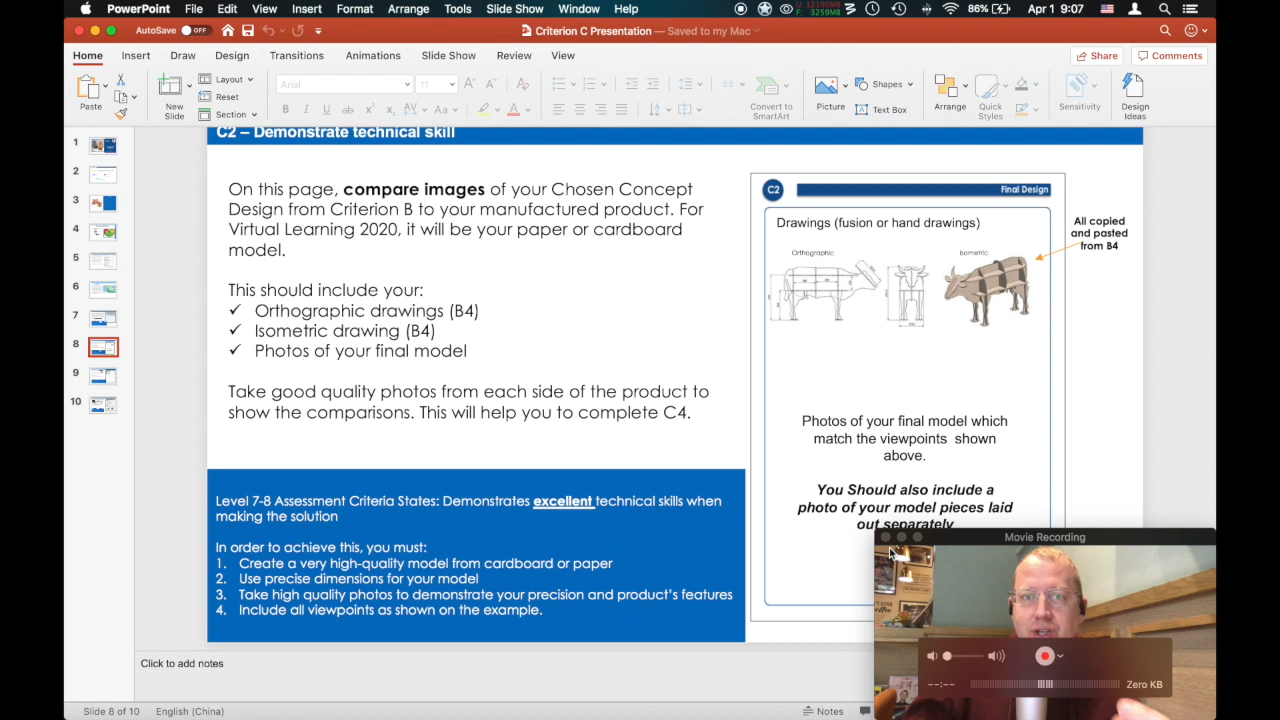 PowerPoint File Edit View Insert Format Arrange Tools Slide Show Window Help
86% Apr 1 9:07
AutoSave OFF
Criterion C Presentation — Saved to my Mac
Home Insert Draw Design Transitions Animations Slide Show Review View
Share Comments
Paste
New
Slide
Layout
Reset
Section
Arial 11
Convert to
SmartArt
Picture
Shapes
Text Box
Arrange
Quick
Styles
Sensitivity
Design
Ideas
1
2
3
4
5
6
7
8
9
10
C2 – Demonstrate technical skill
On this page, compare images of your Chosen Concept
Design from Criterion B to your manufactured product. For
Virtual Learning 2020, it will be your paper or cardboard
model.
This should include your:
✓ Orthographic drawings (B4)
✓ Isometric drawing (B4)
✓ Photos of your final model
Take good quality photos from each side of the product to
show the comparisons. This will help you to complete C4.
Level 7-8 Assessment Criteria States: Demonstrates excellent technical skills when
making the solution
In order to achieve this, you must:
1. Create a very high-quality model from cardboard or paper
2. Use precise dimensions for your model
3. Take high quality photos to demonstrate your precision and product's features
4. Include all viewpoints as shown on the example.
C2
Final Design
Drawings (fusion or hand drawings)
Orthographic
Isometric
All copied
and pasted
from B4
Photos of your final model which
match the viewpoints shown
above.
You Should also include a
photo of your model pieces laid
out separately
Movie Recording
--:-- Zero KB
Click to add notes
Slide 8 of 10 English (China)
Notes